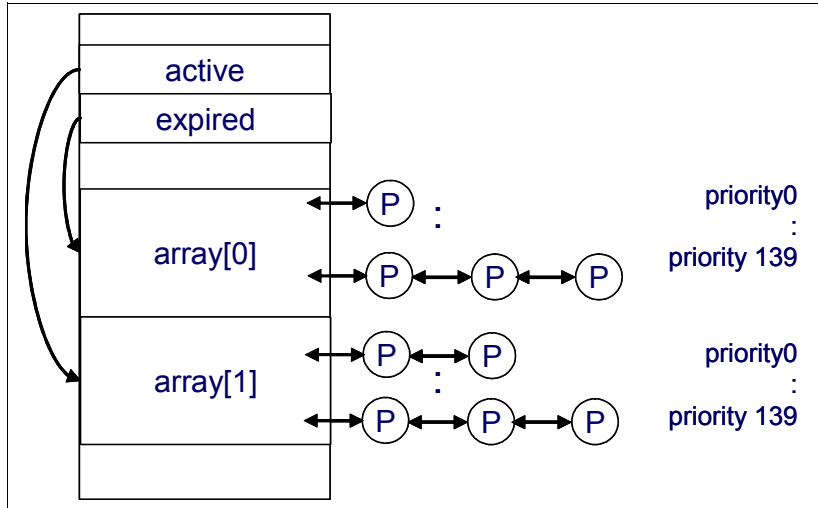 active
expired
P
:
priority0
:
array[0]
P P P
priority 139
P P
priority0
array[1]
:
:
P P P
priority 139